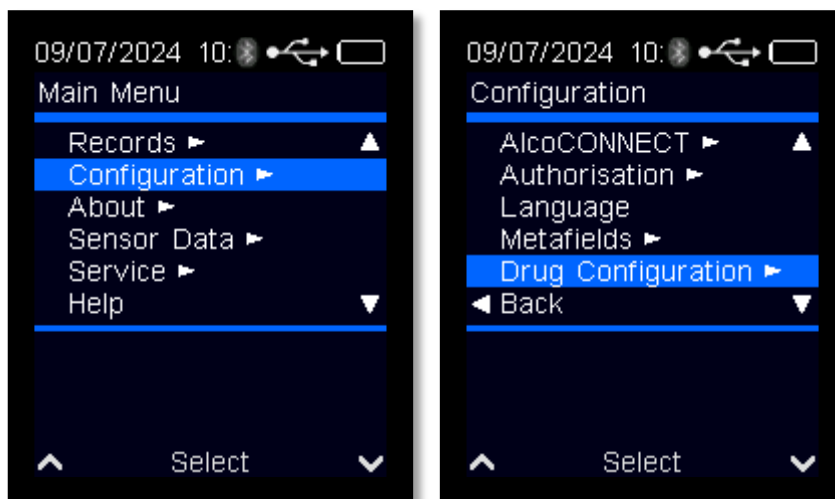 09/07/2024 10:
Main Menu
Records
Configuration
About
Sensor Data
Service
Help
Select
09/07/2024 10:
Configuration
AlcoCONNECT
Authorisation
Language
Metafields
Drug Configuration
Back
Select